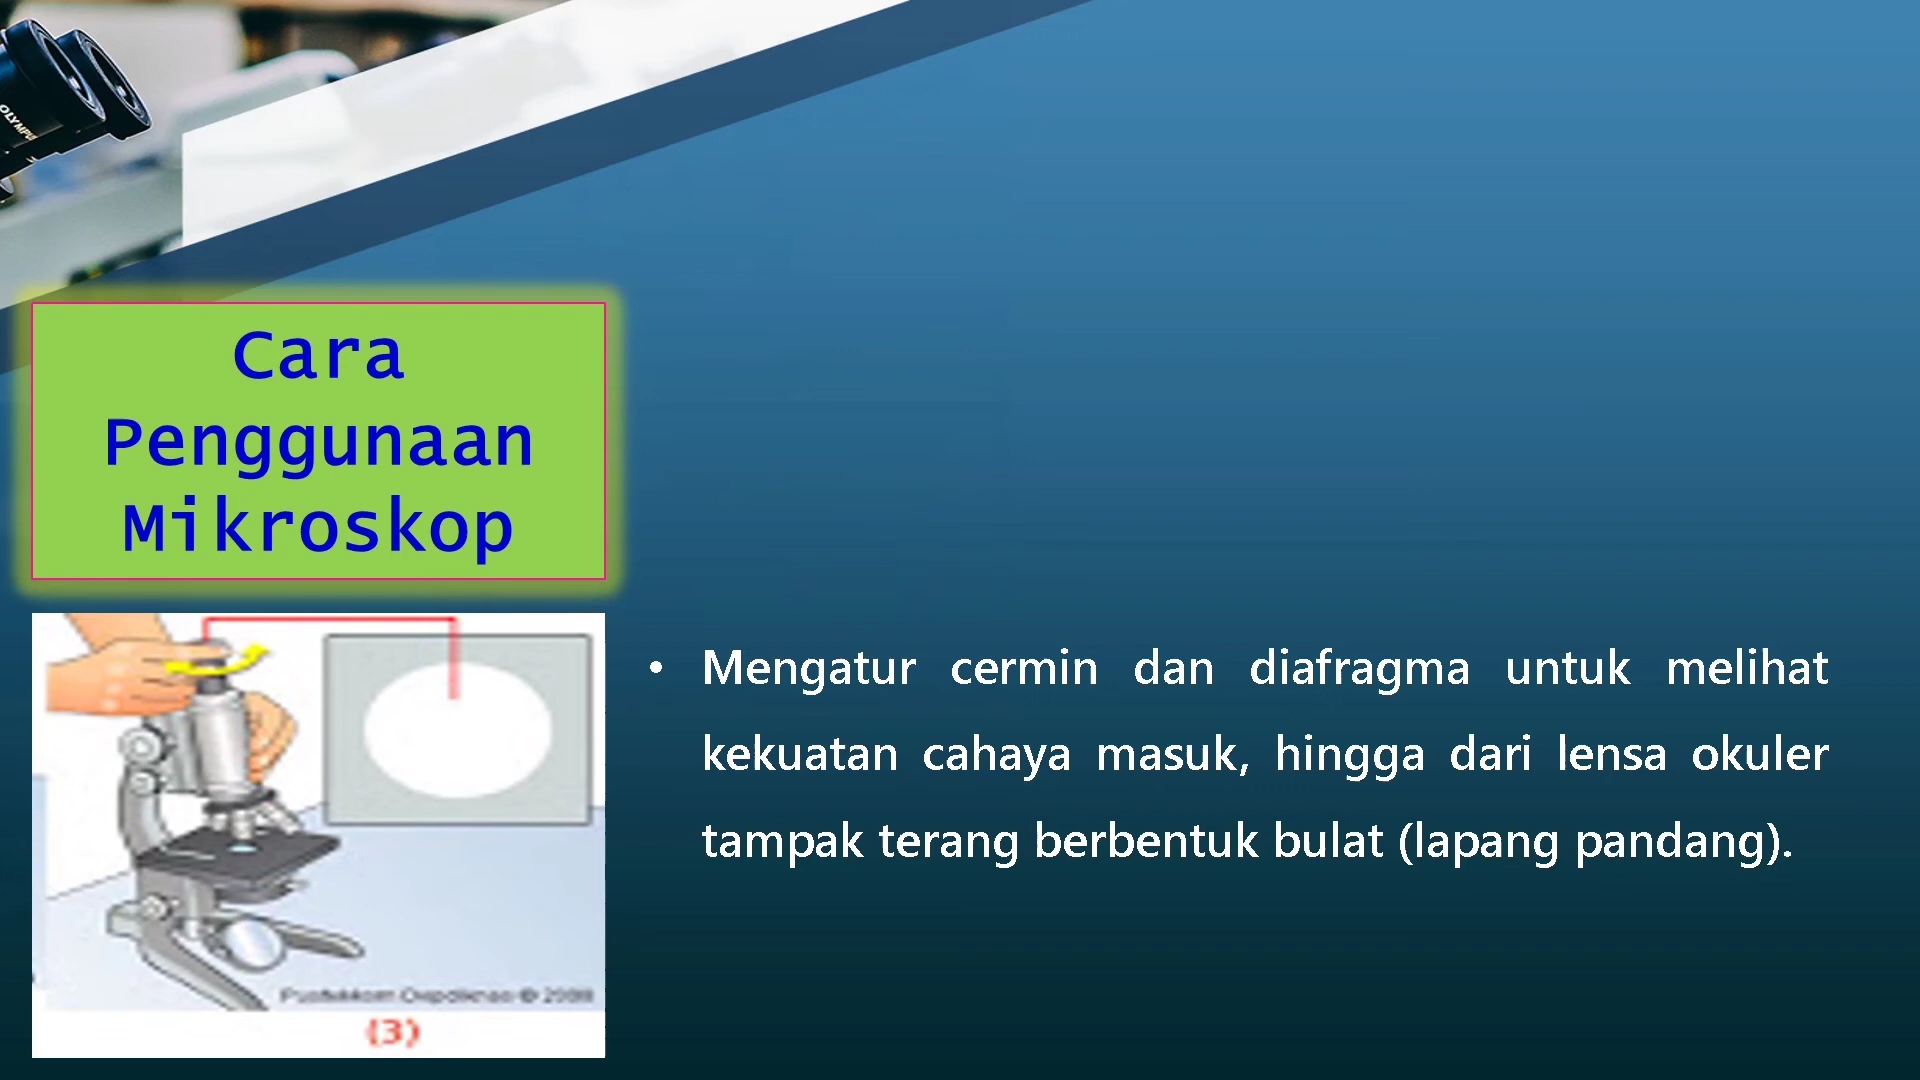 OLYMPU
Cara
Penggunaan
Mikroskop
Mengatur cermin dan diafragma untuk melihat
kekuatan cahaya masuk, hingga dari lensa okuler
tampak terang berbentuk bulat (lapang pandang).
(3)